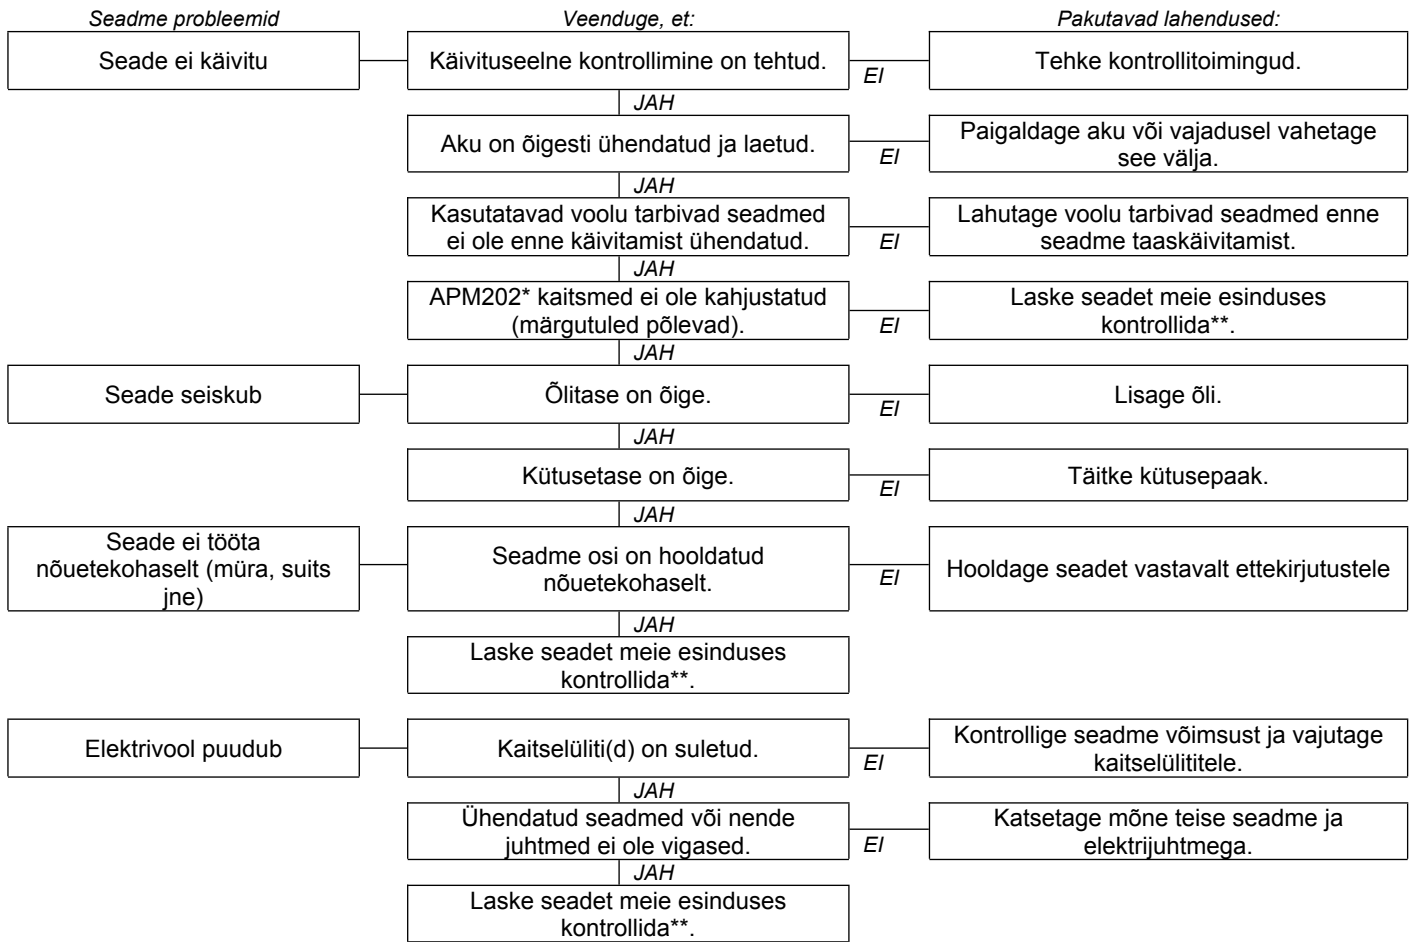 Seadme probleemid
Veenduge, et:
Pakutavad lahendused:
Seade ei käivitu
Käivituseelne kontrollimine on tehtud.
EI
Tehke kontrollitoimingud.
JAH
Aku on õigesti ühendatud ja laetud.
EI
Paigaldage aku või vajadusel vahetage
see välja.
JAH
Kasutatavad voolu tarbivad seadmed
ei ole enne käivitamist ühendatud.
EI
Lahutage voolu tarbivad seadmed enne
seadme taaskäivitamist.
JAH
APM202* kaitsmed ei ole kahjustatud
(märgutuled põlevad).
EI
Laske seadet meie esinduses
kontrollida**.
JAH
Seade seiskub
Õlitase on õige.
EI
Lisage õli.
JAH
Kütusetase on õige.
EI
Täitke kütusepaak.
JAH
Seade ei tööta
nõuetekohaselt (müra, suits
jne)
Seadme osi on hooldatud
nõuetekohaselt.
EI
Hooldage seadet vastavalt ettekirjutustele
JAH
Laske seadet meie esinduses
kontrollida**.
Elektrivool puudub
Kaitselüliti(d) on suletud.
EI
Kontrollige seadme võimsust ja vajutage
kaitselülititele.
JAH
Ühendatud seadmed või nende
juhtmed ei ole vigased.
EI
Katsetage mõne teise seadme ja
elektrijuhtmega.
JAH
Laske seadet meie esinduses
kontrollida**.